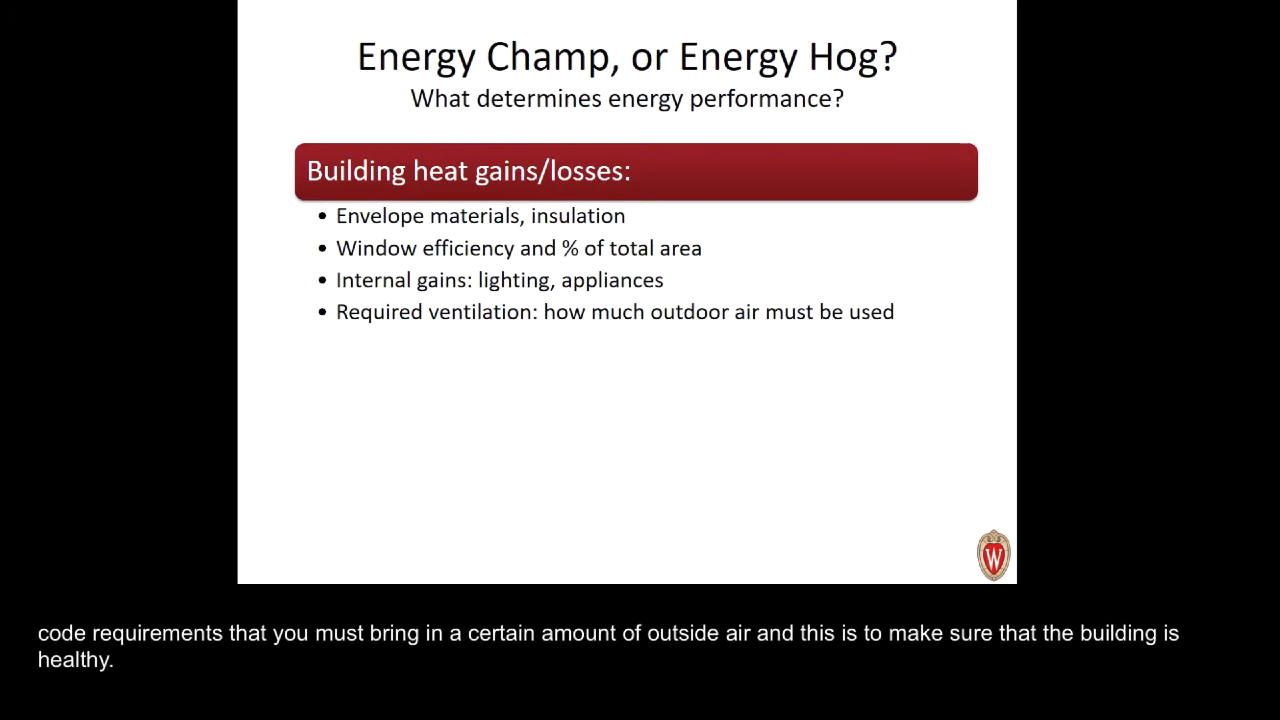 Energy Champ, or Energy Hog?
What determines energy performance?
Building heat gains/losses:
• Envelope materials, insulation
• Window efficiency and % of total area
• Internal gains: lighting, appliances
• Required ventilation: how much outdoor air must be used
W
code requirements that you must bring in a certain amount of outside air and this is to make sure that the building is
healthy.